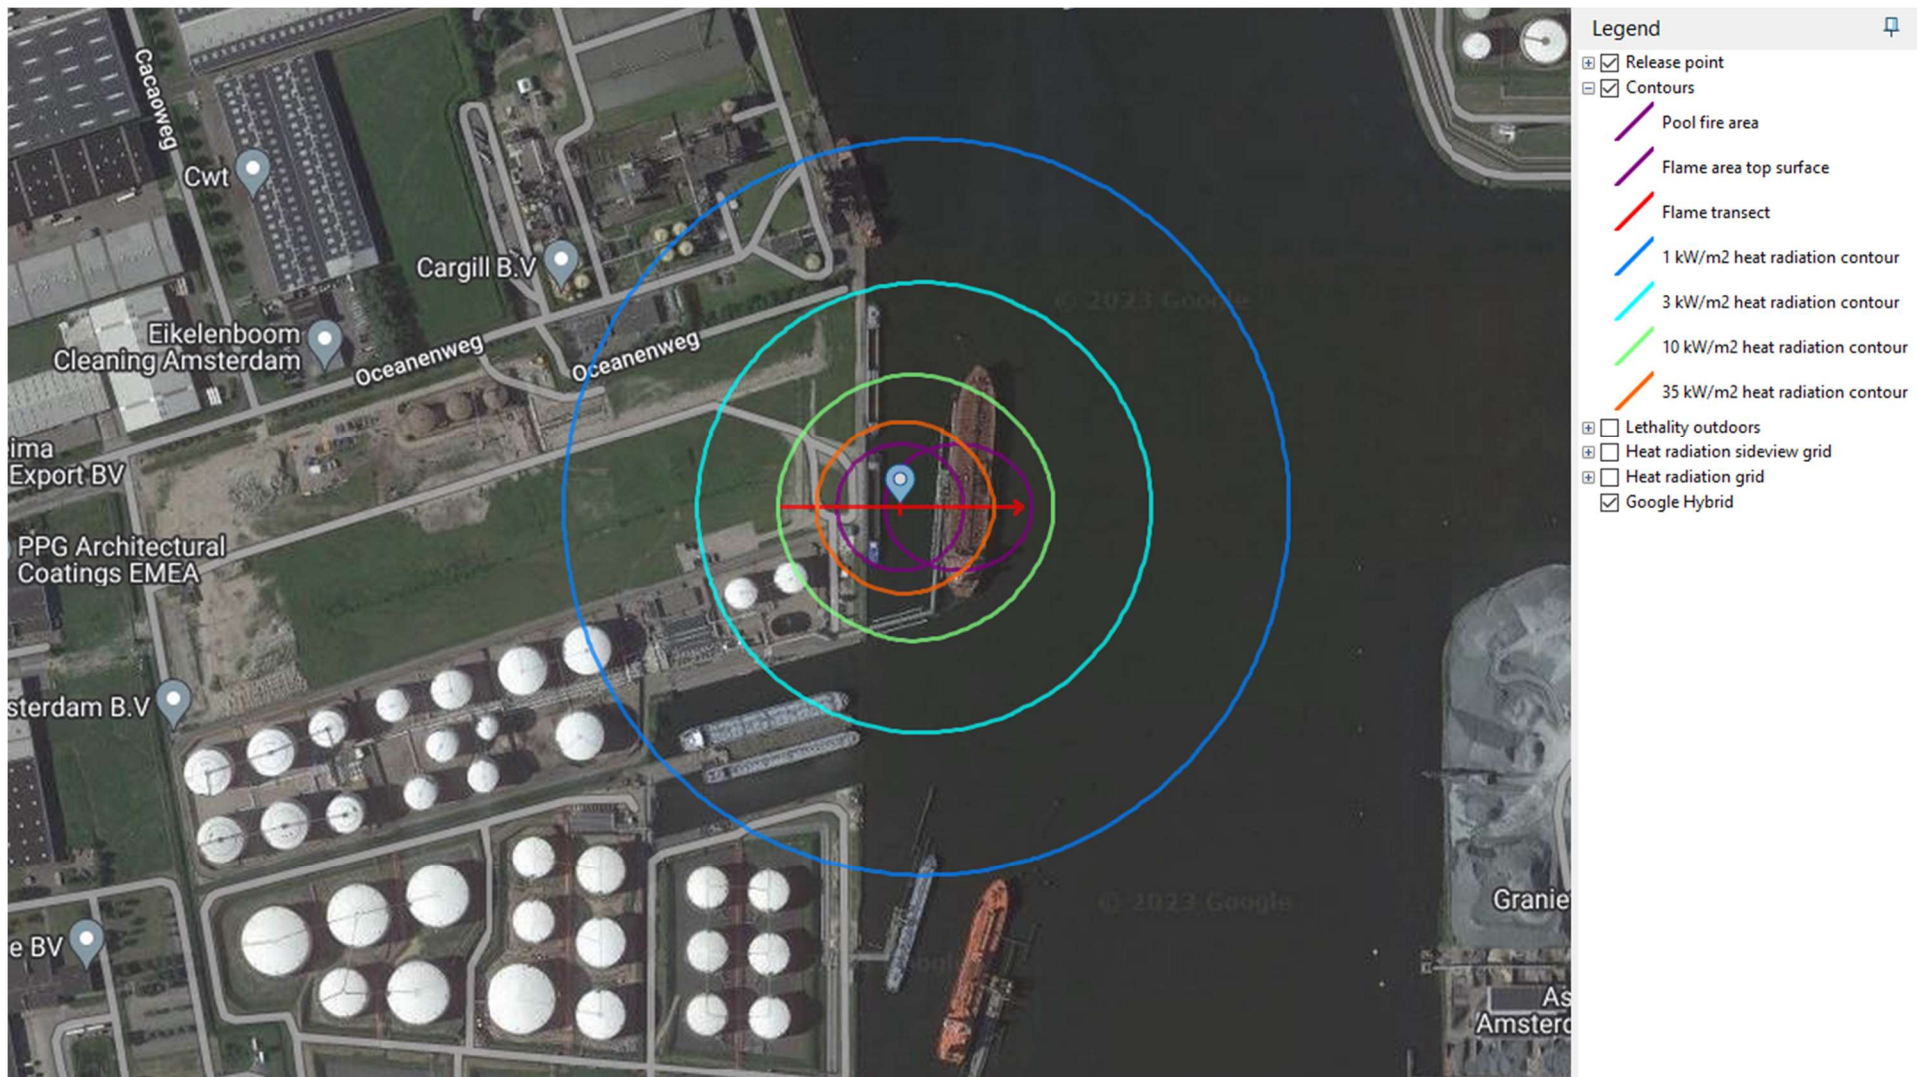 Cacaoweg
Cwt
Cargill B.V
© 2023 Google
Eikelenboom
Cleaning Amsterdam
Oceanenweg
Oceanenweg
ima
Export BV
PPG Architectural
Coatings EMEA
sterdam B.V
© 2023 Google
Granie
e BV
As
Amsterd
Legend
Release point
Contours
Pool fire area
Flame area top surface
Flame transect
1 kW/m2 heat radiation contour
3 kW/m2 heat radiation contour
10 kW/m2 heat radiation contour
35 kW/m2 heat radiation contour
Lethality outdoors
Heat radiation sideview grid
Heat radiation grid
Google Hybrid